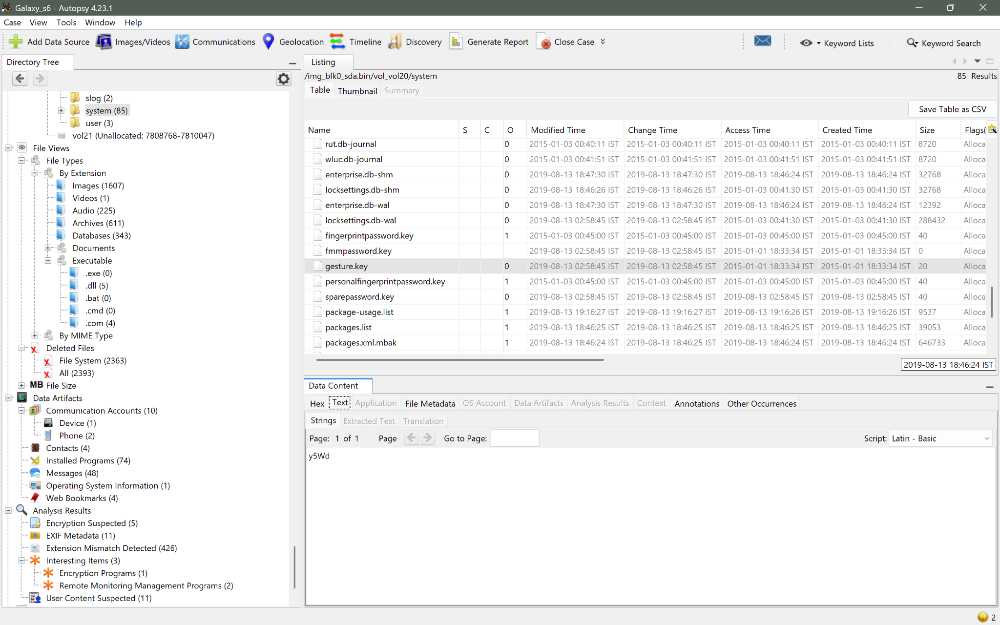 Galaxy_s6 - Autopsy 4.23.1
Case View Tools Window Help
Add Data Source Images/Videos Communications Geolocation Timeline Discovery Generate Report Close Case Keyword Lists Keyword Search
Directory Tree
slog (2)
system (85)
user (3)
vol21 (Unallocated: 7808768-7810047)
File Views
File Types
By Extension
Images (1607)
Videos (1)
Audio (225)
Archives (611)
Databases (343)
Documents
Executable
.exe (0)
.dll (5)
.bat (0)
.cmd (0)
.com (4)
By MIME Type
Deleted Files
File System (2363)
All (2393)
MB File Size
Data Artifacts
Communication Accounts (10)
Device (1)
Phone (2)
Contacts (4)
Installed Programs (74)
Messages (48)
Operating System Information (1)
Web Bookmarks (4)
Analysis Results
Encryption Suspected (5)
EXIF Metadata (11)
Extension Mismatch Detected (426)
Interesting Items (3)
Encryption Programs (1)
Remote Monitoring Management Programs (2)
User Content Suspected (11)
Listing
/img_blk0_sda.bin/vol_vol20/system
85 Results
Table Thumbnail Summary
Save Table as CSV
Name S C O Modified Time Change Time Access Time Created Time Size Flags(
rut.db-journal 0 2015-01-03 00:40:11 IST 2015-01-03 00:40:11 IST 2015-01-03 00:40:11 IST 2015-01-03 00:40:11 IST 8720 Alloca
wluc.db-journal 0 2015-01-03 00:41:51 IST 2015-01-03 00:41:51 IST 2015-01-03 00:41:51 IST 2015-01-03 00:41:51 IST 8720 Alloca
enterprise.db-shm 0 2019-08-13 18:47:30 IST 2019-08-13 18:47:30 IST 2019-08-13 18:46:24 IST 2019-08-13 18:46:24 IST 32768 Alloca
locksettings.db-shm 0 2019-08-13 18:46:26 IST 2019-08-13 18:46:26 IST 2015-01-03 00:41:30 IST 2015-01-03 00:41:30 IST 32768 Alloca
enterprise.db-wal 0 2019-08-13 18:47:30 IST 2019-08-13 18:47:30 IST 2019-08-13 18:46:24 IST 2019-08-13 18:46:24 IST 12392 Alloca
locksettings.db-wal 0 2019-08-13 02:58:45 IST 2019-08-13 02:58:45 IST 2015-01-03 00:41:30 IST 2015-01-03 00:41:30 IST 288432 Alloca
fingerprintpassword.key 1 2015-01-03 00:45:00 IST 2015-01-03 00:45:00 IST 2015-01-03 00:45:00 IST 2015-01-03 00:45:00 IST 40 Alloca
fmmpassword.key 2019-08-13 02:58:45 IST 2019-08-13 02:58:45 IST 2015-01-01 18:33:34 IST 2015-01-01 18:33:34 IST 0 Alloca
gesture.key 0 2019-08-13 02:58:45 IST 2019-08-13 02:58:45 IST 2015-01-01 18:33:34 IST 2015-01-01 18:33:34 IST 20 Alloca
personalfingerprintpassword.key 1 2015-01-03 00:45:00 IST 2015-01-03 00:45:00 IST 2015-01-03 00:45:00 IST 2015-01-03 00:45:00 IST 40 Alloca
sparepassword.key 0 2019-08-13 02:58:45 IST 2019-08-13 02:58:45 IST 2019-08-13 02:58:45 IST 2019-08-13 02:58:45 IST 40 Alloca
package-usage.list 1 2019-08-13 19:16:27 IST 2019-08-13 19:16:27 IST 2019-08-13 19:16:26 IST 2019-08-13 19:16:26 IST 9537 Alloca
packages.list 1 2019-08-13 18:46:25 IST 2019-08-13 18:46:25 IST 2019-08-13 18:46:25 IST 2019-08-13 18:46:25 IST 39053 Alloca
packages.xml.mbak 1 2019-08-13 18:46:24 IST 2019-08-13 18:46:25 IST 2019-08-13 18:46:24 IST 2019-08-13 18:46:24 IST 646733 Alloca
2019-08-13 18:46:24 IST
Data Content
Hex Text Application File Metadata OS Account Data Artifacts Analysis Results Context Annotations Other Occurrences
Strings Extracted Text Translation
Page: 1 of 1 Page Go to Page: Script: Latin - Basic
y5Wd
2